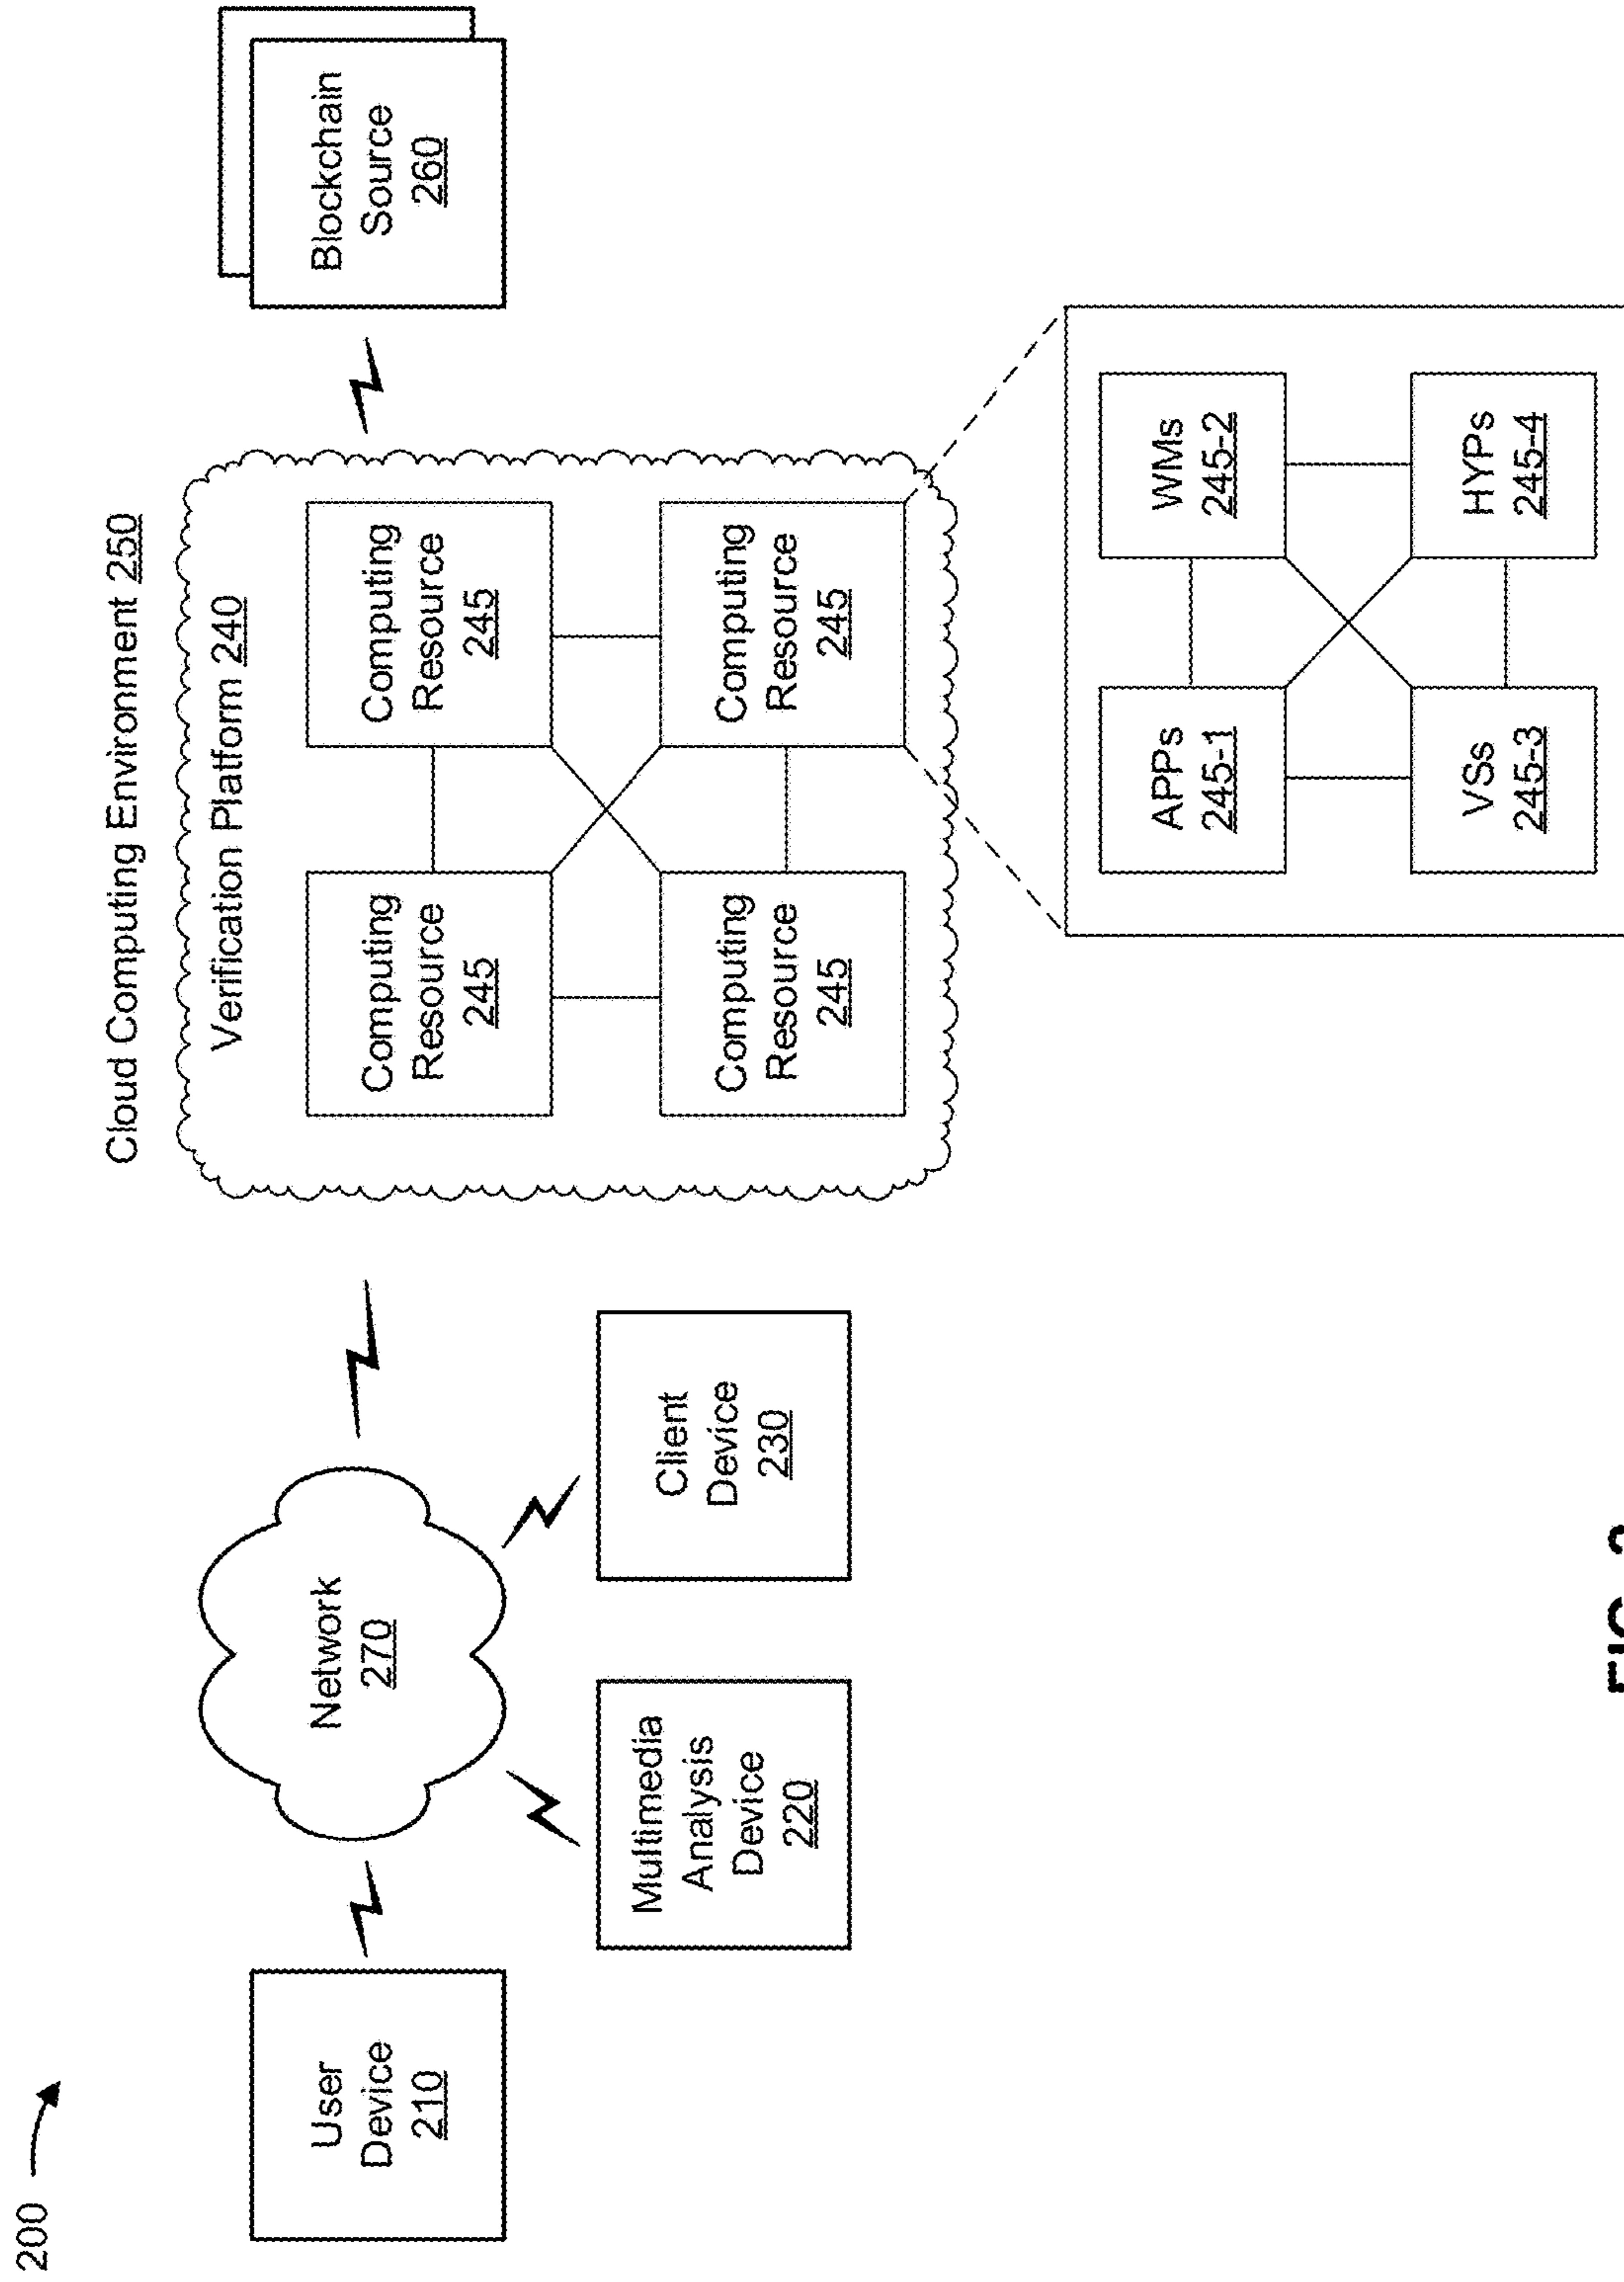 200
Cloud Computing Environment 250
Verification Platform 240
User
Device
210
Network
270
Multimedia
Analysis
Device
220
Client
Device
230
Computing
Resource
245
Computing
Resource
245
Computing
Resource
245
Computing
Resource
245
Blockchain
Source
260
APPs
245-1
WMs
245-2
VSs
245-3
HYPs
245-4